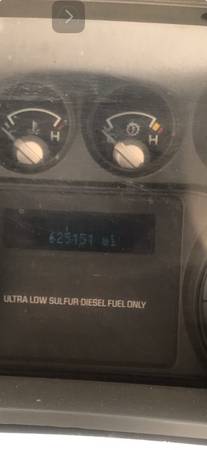 H H
625151 mi
ULTRA LOW SULFUR DIESEL FUEL ONLY